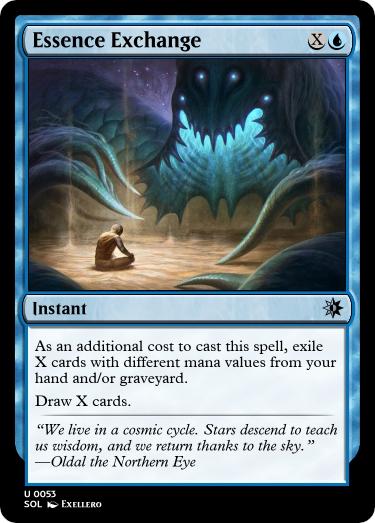 Essence Exchange
X
Instant
As an additional cost to cast this spell, exile
X cards with different mana values from your
hand and/or graveyard.
Draw X cards.
“We live in a cosmic cycle. Stars descend to teach
us wisdom, and we return thanks to the sky.”
—Oldal the Northern Eye
U 0053
SOL Exellero